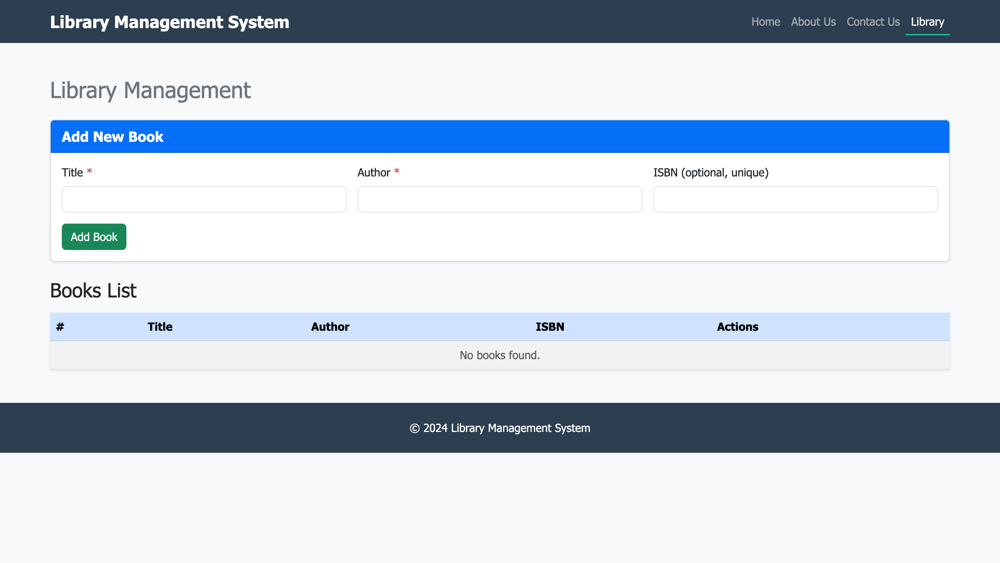 Library Management System
Home About Us Contact Us Library
Library Management
Add New Book
Title * Author * ISBN (optional, unique)
Add Book
Books List
# Title Author ISBN Actions
No books found.
© 2024 Library Management System